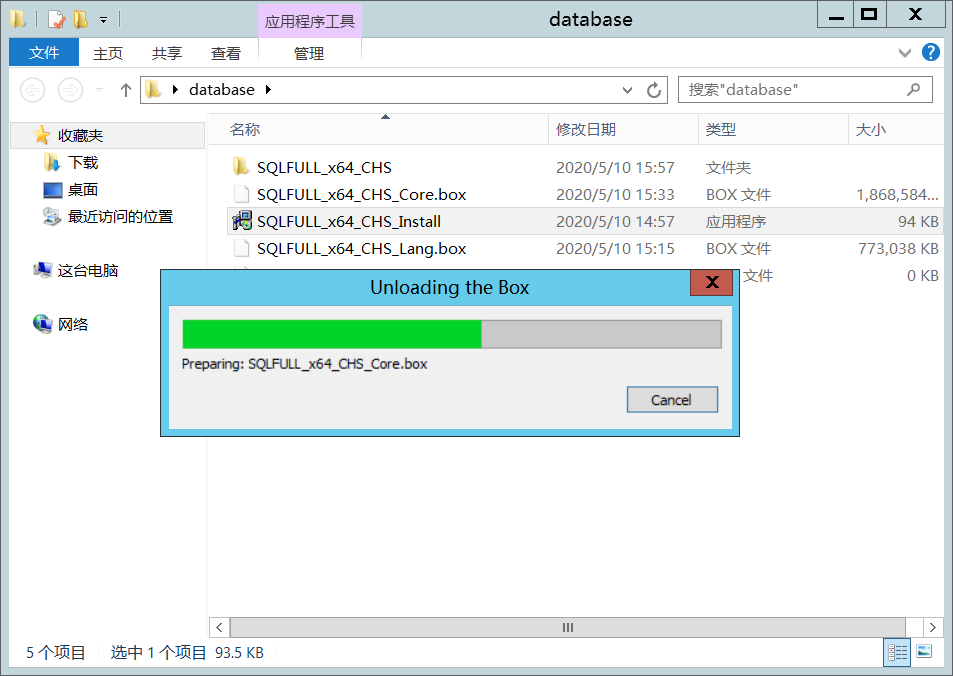 应用程序工具
database
文件 主页 共享 查看 管理
database
搜索"database"
收藏夹
下载
桌面
最近访问的位置
这台电脑
网络
名称 修改日期 类型 大小
SQLFULL_x64_CHS 2020/5/10 15:57 文件夹
SQLFULL_x64_CHS_Core.box 2020/5/10 15:33 BOX 文件 1,868,584...
SQLFULL_x64_CHS_Install 2020/5/10 14:57 应用程序 94 KB
SQLFULL_x64_CHS_Lang.box 2020/5/10 15:15 BOX 文件 773,038 KB
文件 0 KB
Unloading the Box
Preparing: SQLFULL_x64_CHS_Core.box
Cancel
5 个项目 选中 1 个项目 93.5 KB